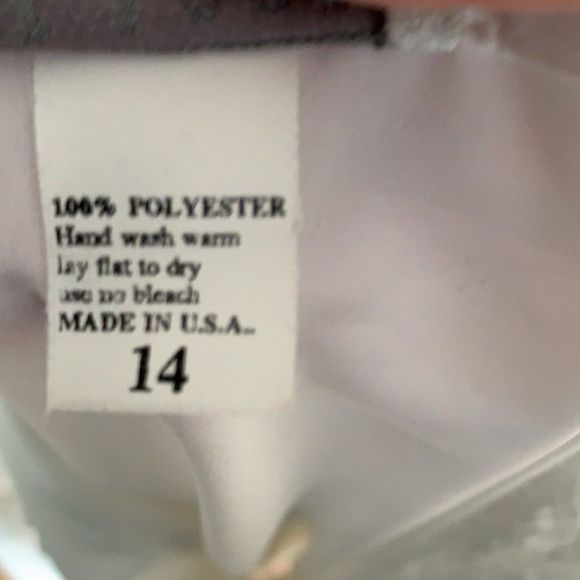 100% POLYESTER
Hand wash warm
lay flat to dry
use no bleach
MADE IN U.S.A..
14